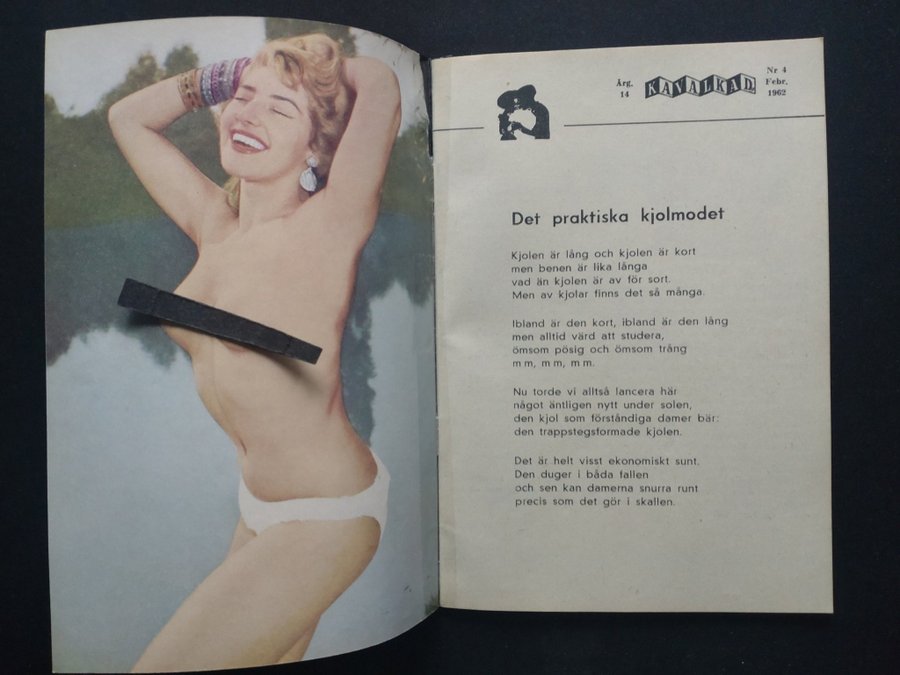 Årg. 14
KAVALKAD
Nr 4
Febr.
1962
Det praktiska kjolmodet
Kjolen är lång och kjolen är kort
men benen är lika långa
vad än kjolen är av för sort.
Men av kjolar finns det så många.
Ibland är den kort, ibland är den lång
men alltid värd att studera,
ömsom pösig och ömsom trång
m m, m m, m m.
Nu torde vi alltså lancera här
något äntligen nytt under solen,
den kjol som förståndiga damer bär:
den trappstegsformade kjolen.
Det är helt visst ekonomiskt sunt.
Den duger i båda fallen
och sen kan damerna snurra runt
precis som det gör i skallen.